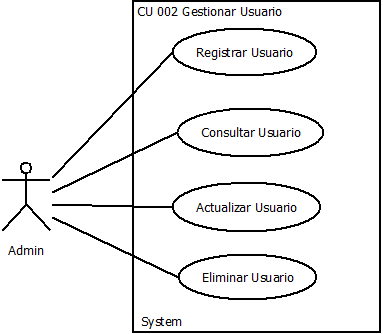 CU 002 Gestionar Usuario
Registrar Usuario
Consultar Usuario
Actualizar Usuario
Admin
Eliminar Usuario
System